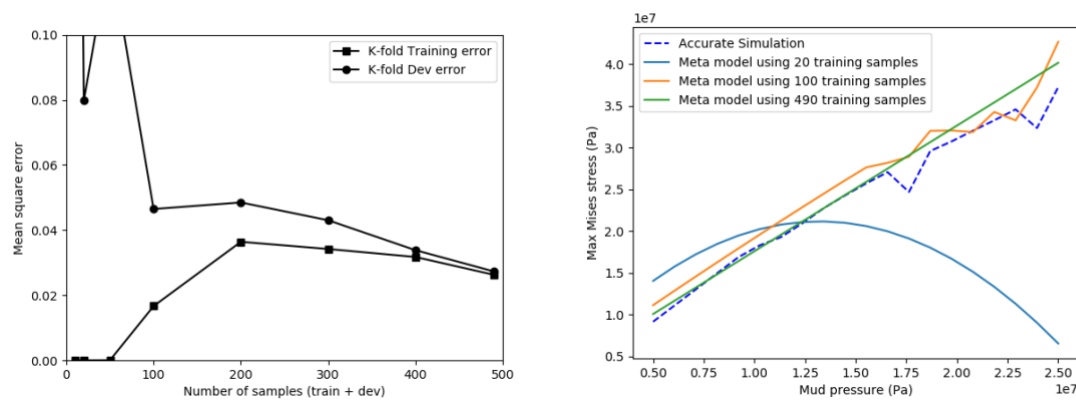 0.10
0.08
0.06
0.04
0.02
0.00
Mean square error
K-fold Training error
K-fold Dev error
0 100 200 300 400 500
Number of samples (train + dev)
1e7
4.0
3.5
3.0
2.5
2.0
1.5
1.0
0.5
Max Mises stress (Pa)
Accurate Simulation
Meta model using 20 training samples
Meta model using 100 training samples
Meta model using 490 training samples
0.50 0.75 1.00 1.25 1.50 1.75 2.00 2.25 2.50
Mud pressure (Pa)
1e7